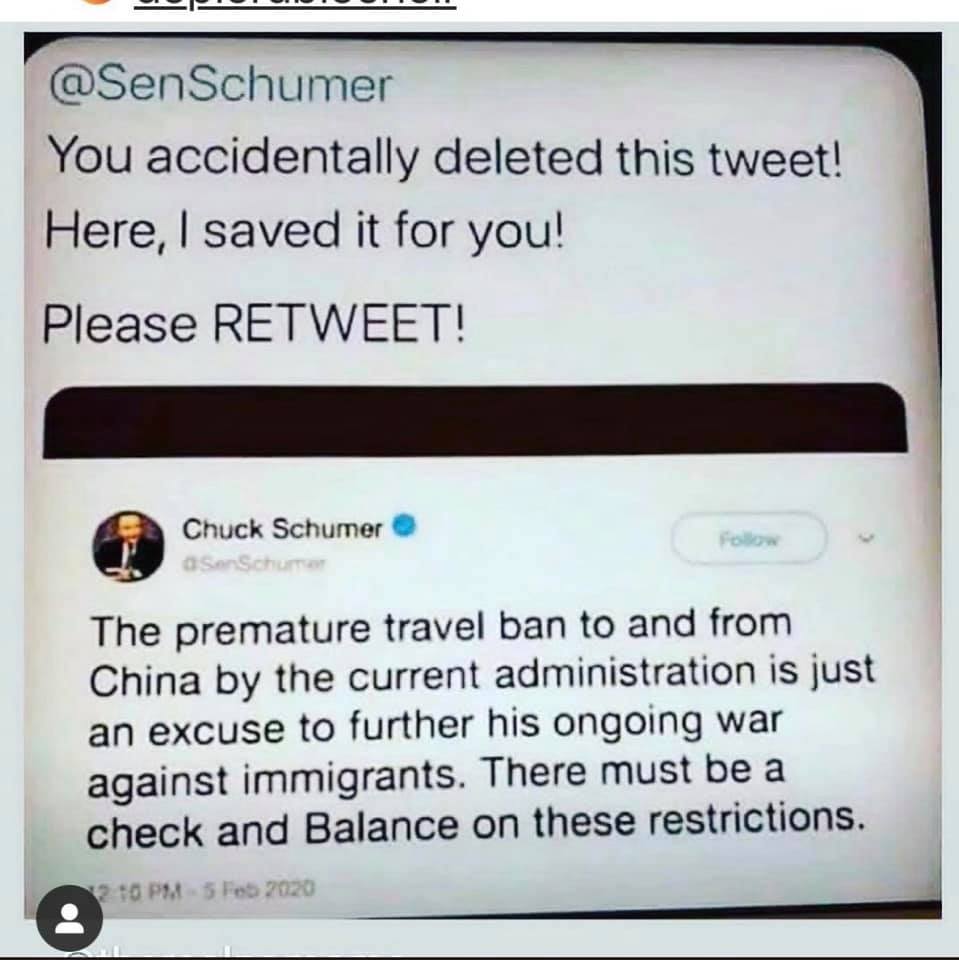 @SenSchumer
You accidentally deleted this tweet!
Here, I saved it for you!
Please RETWEET!
Chuck Schumer
@SenSchumer
Follow
The premature travel ban to and from
China by the current administration is just
an excuse to further his ongoing war
against immigrants. There must be a
check and Balance on these restrictions.
12:10 PM - 5 Feb 2020